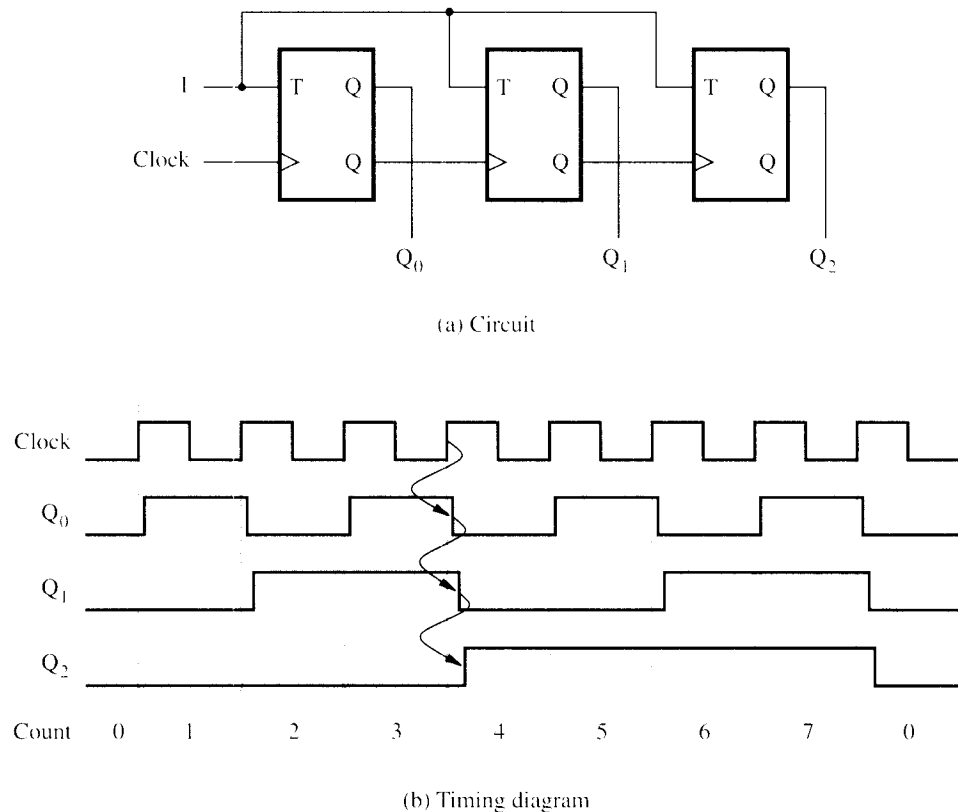 1 T Q T Q T Q
Clock Q Q Q
Q0 Q1 Q2
(a) Circuit
Clock
Q0
Q1
Q2
Count 0 1 2 3 4 5 6 7 0
(b) Timing diagram